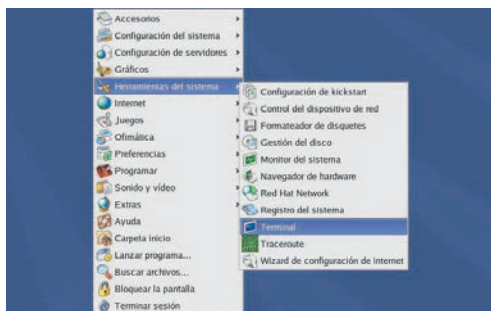 Accesorios
Configuración del sistema
Configuración de servidores
Gráficos
Herramientas del sistema
Internet
Juegos
Ofimática
Preferencias
Programar
Sonido y vídeo
Extras
Ayuda
Carpeta inicio
Lanzar programa...
Buscar archivos...
Bloquear la pantalla
Terminar sesión
Configuración de kickstart
Control del dispositivo de red
Formateador de disquetes
Gestión del disco
Monitor del sistema
Navegador de hardware
Red Hat Network
Registro del sistema
Terminal
Traceroute
Wizard de configuración de internet